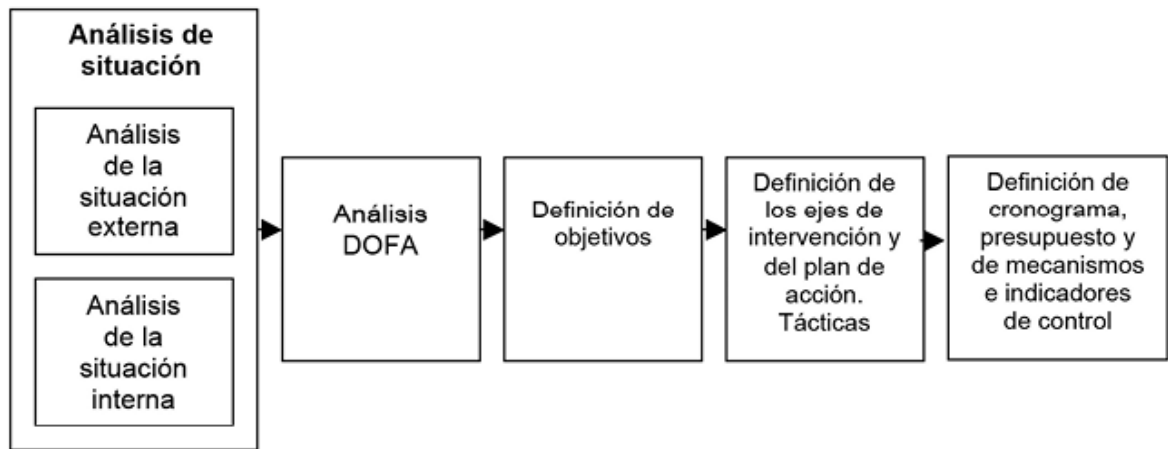 Análisis de
situación
Análisis
de la
situación
externa
Análisis
de la
situación
interna
Análisis
DOFA
Definición de
objetivos
Definición de
los ejes de
intervención y
del plan de
acción.
Tácticas
Definición de
cronograma,
presupuesto y
de mecanismos
e indicadores
de control